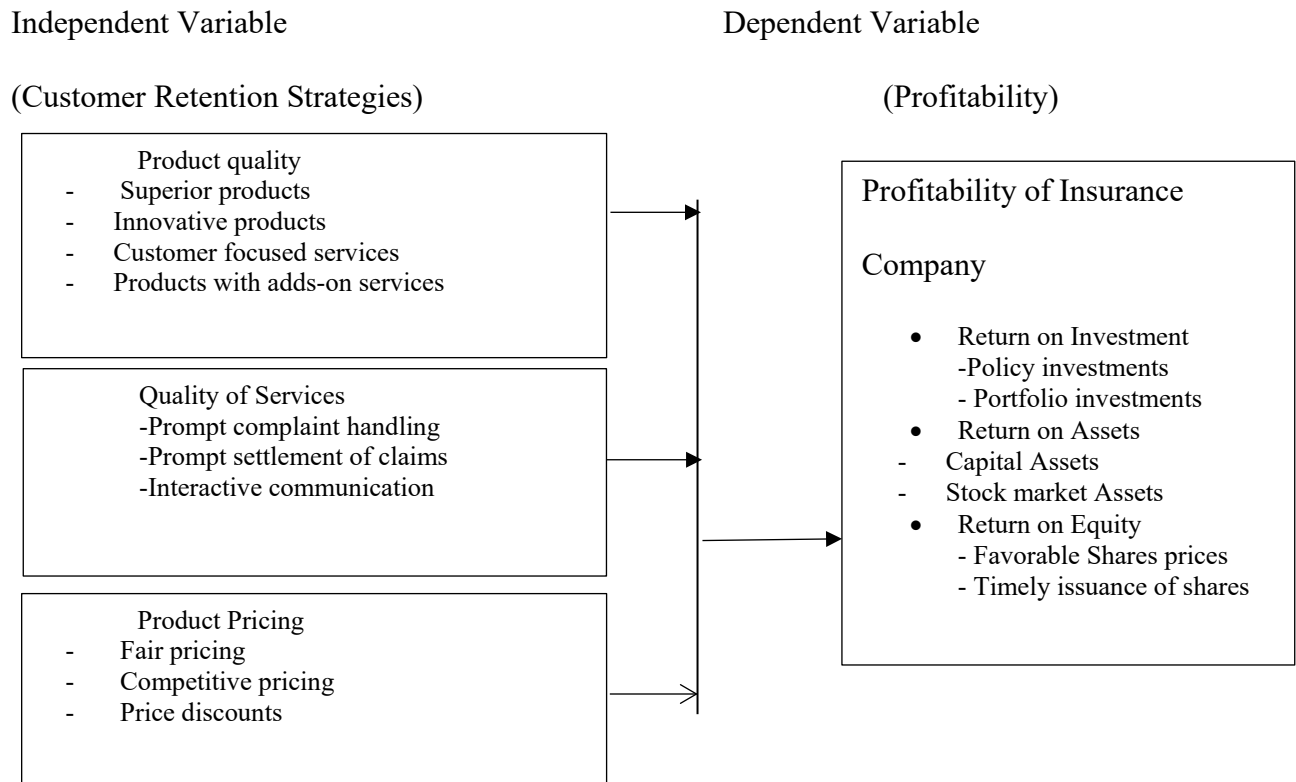 Independent Variable
Dependent Variable
(Customer Retention Strategies)
(Profitability)
Product quality
- Superior products
- Innovative products
- Customer focused services
- Products with adds-on services
Quality of Services
-Prompt complaint handling
-Prompt settlement of claims
-Interactive communication
Product Pricing
- Fair pricing
- Competitive pricing
- Price discounts
Profitability of Insurance
Company
• Return on Investment
-Policy investments
- Portfolio investments
• Return on Assets
- Capital Assets
- Stock market Assets
• Return on Equity
- Favorable Shares prices
- Timely issuance of shares